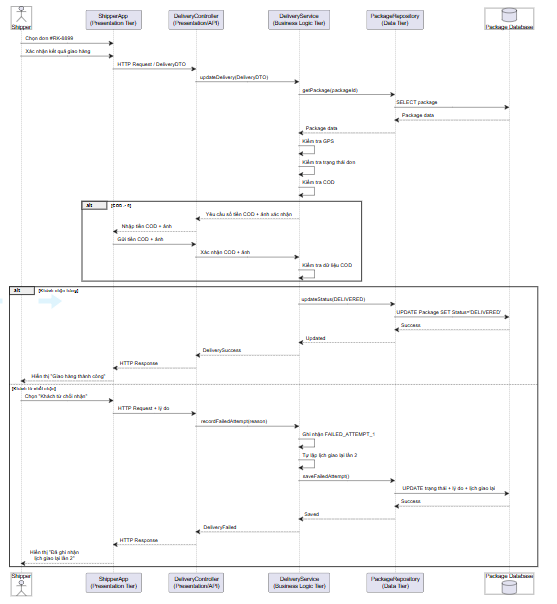 Shipper
ShipperApp
(Presentation Tier)
DeliveryController
(Presentation/API)
DeliveryService
(Business Logic Tier)
PackageRepository
(Data Tier)
Package Database
Chọn đơn #RK-8899
Xác nhận kết quả giao hàng
HTTP Request / DeliveryDTO
updateDelivery(DeliveryDTO)
getPackage(packageId)
SELECT package
Package data
Package data
Kiểm tra GPS
Kiểm tra trạng thái đơn
Kiểm tra COD
alt
Yêu cầu số tiền COD + ảnh xác nhận
Nhập tiền COD + ảnh
Gửi tiền COD + ảnh
Xác nhận COD + ảnh
Kiểm tra dữ liệu COD
alt [Khách nhận hàng]
updateStatus(DELIVERED)
UPDATE Package SET Status='DELIVERED'
Success
Updated
DeliverySuccess
HTTP Response
Hiển thị "Giao hàng thành công"
[Khách từ chối nhận]
Chọn "Khách từ chối nhận"
HTTP Request + lý do
recordFailedAttempt(reason)
Ghi nhận FAILED_ATTEMPT_1
Tự lập lịch giao lại lần 2
saveFailedAttempt()
UPDATE trạng thái + lý do + lịch giao lại
Success
Saved
DeliveryFailed
HTTP Response
Hiển thị "Đã ghi nhận
lịch giao lại lần 2"
Shipper
ShipperApp
(Presentation Tier)
DeliveryController
(Presentation/API)
DeliveryService
(Business Logic Tier)
PackageRepository
(Data Tier)
Package Database